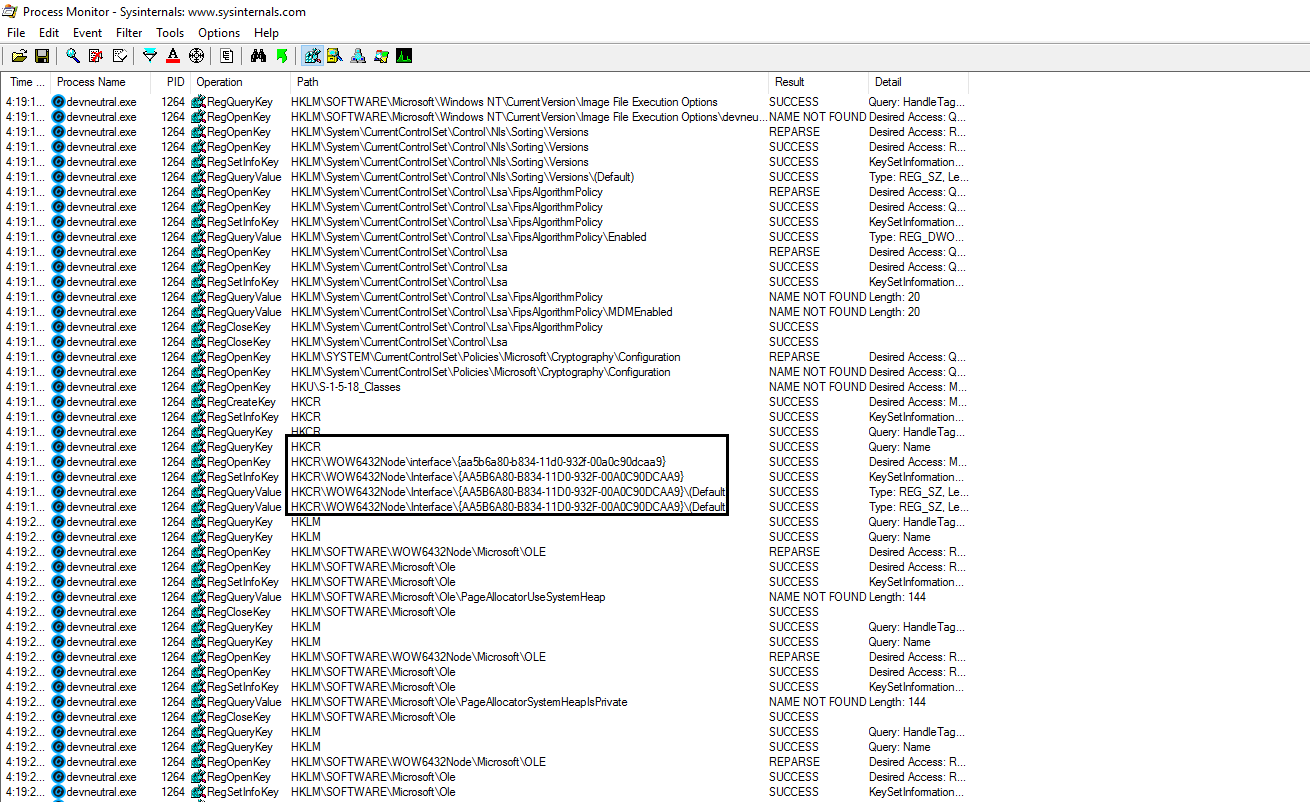 Process Monitor - Sysinternals: www.sysinternals.com
File Edit Event Filter Tools Options Help
Time ... Process Name PID Operation Path Result Detail
4:19:1... devneutral.exe 1264 RegQueryKey HKLM\SOFTWARE\Microsoft\Windows NT\CurrentVersion\Image File Execution Options SUCCESS Query: HandleTag...
4:19:1... devneutral.exe 1264 RegOpenKey HKLM\SOFTWARE\Microsoft\Windows NT\CurrentVersion\Image File Execution Options\devneu... NAME NOT FOUND Desired Access: Q...
4:19:1... devneutral.exe 1264 RegOpenKey HKLM\System\CurrentControlSet\Control\Nls\Sorting\Versions REPARSE Desired Access: R...
4:19:1... devneutral.exe 1264 RegOpenKey HKLM\System\CurrentControlSet\Control\Nls\Sorting\Versions SUCCESS Desired Access: R...
4:19:1... devneutral.exe 1264 RegSetInfoKey HKLM\System\CurrentControlSet\Control\Nls\Sorting\Versions SUCCESS KeySetInformation...
4:19:1... devneutral.exe 1264 RegQueryValue HKLM\System\CurrentControlSet\Control\Nls\Sorting\Versions\(Default) SUCCESS Type: REG_SZ, Le...
4:19:1... devneutral.exe 1264 RegOpenKey HKLM\System\CurrentControlSet\Control\Lsa\FipsAlgorithmPolicy REPARSE Desired Access: Q...
4:19:1... devneutral.exe 1264 RegOpenKey HKLM\System\CurrentControlSet\Control\Lsa\FipsAlgorithmPolicy SUCCESS Desired Access: Q...
4:19:1... devneutral.exe 1264 RegSetInfoKey HKLM\System\CurrentControlSet\Control\Lsa\FipsAlgorithmPolicy SUCCESS KeySetInformation...
4:19:1... devneutral.exe 1264 RegQueryValue HKLM\System\CurrentControlSet\Control\Lsa\FipsAlgorithmPolicy\Enabled SUCCESS Type: REG_DWO...
4:19:1... devneutral.exe 1264 RegOpenKey HKLM\System\CurrentControlSet\Control\Lsa REPARSE Desired Access: Q...
4:19:1... devneutral.exe 1264 RegOpenKey HKLM\System\CurrentControlSet\Control\Lsa SUCCESS Desired Access: Q...
4:19:1... devneutral.exe 1264 RegSetInfoKey HKLM\System\CurrentControlSet\Control\Lsa SUCCESS KeySetInformation...
4:19:1... devneutral.exe 1264 RegQueryValue HKLM\System\CurrentControlSet\Control\Lsa\FipsAlgorithmPolicy NAME NOT FOUND Length: 20
4:19:1... devneutral.exe 1264 RegQueryValue HKLM\System\CurrentControlSet\Control\Lsa\FipsAlgorithmPolicy\MDMEnabled NAME NOT FOUND Length: 20
4:19:1... devneutral.exe 1264 RegCloseKey HKLM\System\CurrentControlSet\Control\Lsa\FipsAlgorithmPolicy SUCCESS
4:19:1... devneutral.exe 1264 RegCloseKey HKLM\System\CurrentControlSet\Control\Lsa SUCCESS
4:19:1... devneutral.exe 1264 RegOpenKey HKLM\SYSTEM\CurrentControlSet\Policies\Microsoft\Cryptography\Configuration REPARSE Desired Access: Q...
4:19:1... devneutral.exe 1264 RegOpenKey HKLM\System\CurrentControlSet\Policies\Microsoft\Cryptography\Configuration NAME NOT FOUND Desired Access: Q...
4:19:1... devneutral.exe 1264 RegOpenKey HKU\S-1-5-18_Classes NAME NOT FOUND Desired Access: M...
4:19:1... devneutral.exe 1264 RegCreateKey HKCR SUCCESS Desired Access: M...
4:19:1... devneutral.exe 1264 RegSetInfoKey HKCR SUCCESS KeySetInformation...
4:19:1... devneutral.exe 1264 RegQueryKey HKCR SUCCESS Query: HandleTag...
4:19:1... devneutral.exe 1264 RegQueryKey HKCR SUCCESS Query: Name
4:19:1... devneutral.exe 1264 RegOpenKey HKCR\WOW6432Node\interface\{aa5b6a80-b834-11d0-932f-00a0c90dcaa9} SUCCESS Desired Access: M...
4:19:1... devneutral.exe 1264 RegSetInfoKey HKCR\WOW6432Node\Interface\{AA5B6A80-B834-11D0-932F-00A0C90DCAA9} SUCCESS KeySetInformation...
4:19:1... devneutral.exe 1264 RegQueryValue HKCR\WOW6432Node\Interface\{AA5B6A80-B834-11D0-932F-00A0C90DCAA9}\(Default SUCCESS Type: REG_SZ, Le...
4:19:1... devneutral.exe 1264 RegQueryValue HKCR\WOW6432Node\Interface\{AA5B6A80-B834-11D0-932F-00A0C90DCAA9}\(Default SUCCESS Type: REG_SZ, Le...
4:19:2... devneutral.exe 1264 RegQueryKey HKLM SUCCESS Query: HandleTag...
4:19:2... devneutral.exe 1264 RegQueryKey HKLM SUCCESS Query: Name
4:19:2... devneutral.exe 1264 RegOpenKey HKLM\SOFTWARE\WOW6432Node\Microsoft\OLE REPARSE Desired Access: R...
4:19:2... devneutral.exe 1264 RegOpenKey HKLM\SOFTWARE\Microsoft\Ole SUCCESS Desired Access: R...
4:19:2... devneutral.exe 1264 RegSetInfoKey HKLM\SOFTWARE\Microsoft\Ole SUCCESS KeySetInformation...
4:19:2... devneutral.exe 1264 RegQueryValue HKLM\SOFTWARE\Microsoft\Ole\PageAllocatorUseSystemHeap NAME NOT FOUND Length: 144
4:19:2... devneutral.exe 1264 RegCloseKey HKLM\SOFTWARE\Microsoft\Ole SUCCESS
4:19:2... devneutral.exe 1264 RegQueryKey HKLM SUCCESS Query: HandleTag...
4:19:2... devneutral.exe 1264 RegQueryKey HKLM SUCCESS Query: Name
4:19:2... devneutral.exe 1264 RegOpenKey HKLM\SOFTWARE\WOW6432Node\Microsoft\OLE REPARSE Desired Access: R...
4:19:2... devneutral.exe 1264 RegOpenKey HKLM\SOFTWARE\Microsoft\Ole SUCCESS Desired Access: R...
4:19:2... devneutral.exe 1264 RegSetInfoKey HKLM\SOFTWARE\Microsoft\Ole SUCCESS KeySetInformation...
4:19:2... devneutral.exe 1264 RegQueryValue HKLM\SOFTWARE\Microsoft\Ole\PageAllocatorSystemHeapIsPrivate NAME NOT FOUND Length: 144
4:19:2... devneutral.exe 1264 RegCloseKey HKLM\SOFTWARE\Microsoft\Ole SUCCESS
4:19:2... devneutral.exe 1264 RegQueryKey HKLM SUCCESS Query: HandleTag...
4:19:2... devneutral.exe 1264 RegQueryKey HKLM SUCCESS Query: Name
4:19:2... devneutral.exe 1264 RegOpenKey HKLM\SOFTWARE\WOW6432Node\Microsoft\OLE REPARSE Desired Access: R...
4:19:2... devneutral.exe 1264 RegOpenKey HKLM\SOFTWARE\Microsoft\Ole SUCCESS Desired Access: R...
4:19:2... devneutral.exe 1264 RegSetInfoKey HKLM\SOFTWARE\Microsoft\Ole SUCCESS KeySetInformation...